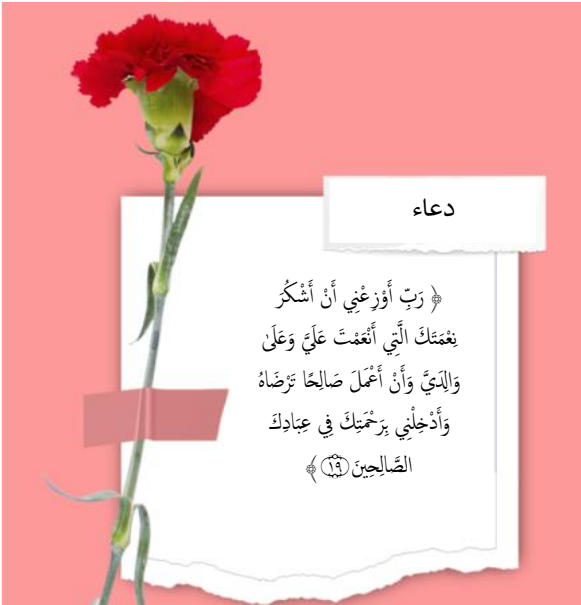 دعاء
﴿ رَبِّ أَوْزِعْنِي أَنْ أَشْكُرَ
نِعْمَتَكَ الَّتِي أَنْعَمْتَ عَلَيَّ وَعَلَىٰ
وَالِدَيَّ وَأَنْ أَعْمَلَ صَالِحًا تَرْضَاهُ
وَأَدْخِلْنِي بِرَحْمَتِكَ فِي عِبَادِكَ
الصَّالِحِينَ ۝١٩ ﴾